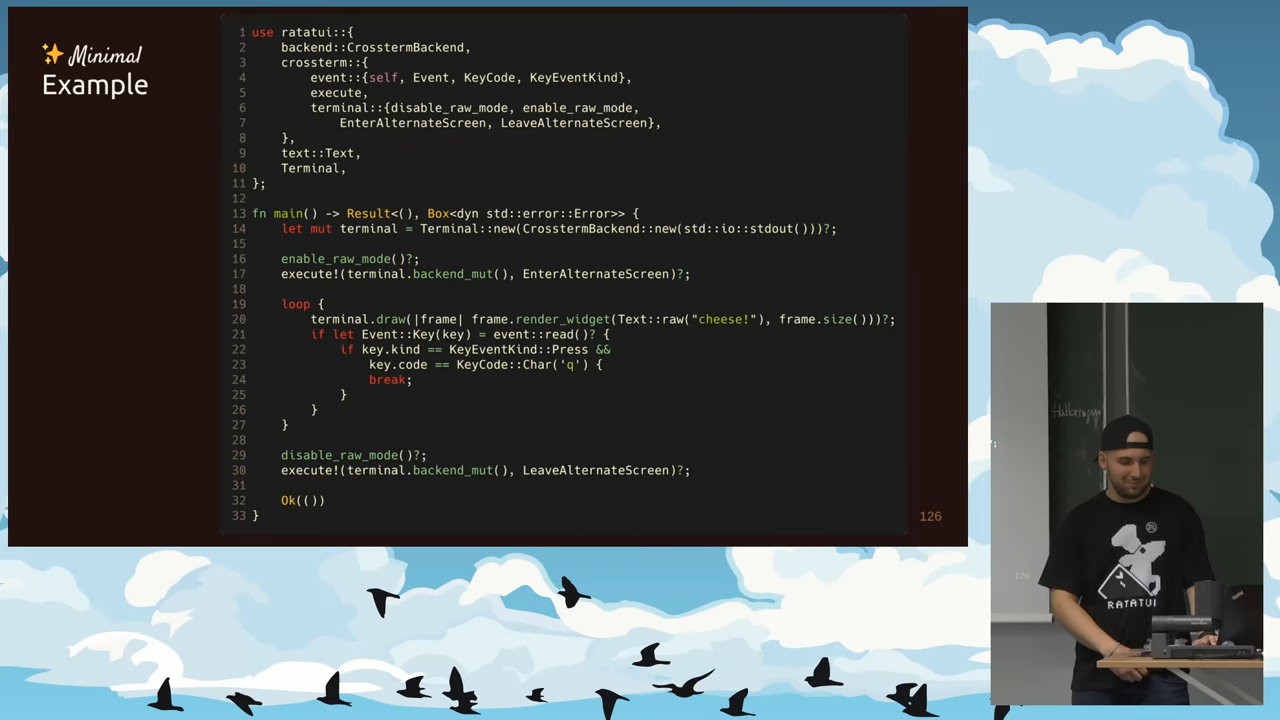 ✨ Minimal
Example
1 use ratatui::{
2     backend::CrosstermBackend,
3     crossterm::{
4         event::{self, Event, KeyCode, KeyEventKind},
5         execute,
6         terminal::{disable_raw_mode, enable_raw_mode,
7             EnterAlternateScreen, LeaveAlternateScreen},
8     },
9     text::Text,
10     Terminal,
11 };
12
13 fn main() -> Result<(), Box<dyn std::error::Error>> {
14     let mut terminal = Terminal::new(CrosstermBackend::new(std::io::stdout()))?;
15
16     enable_raw_mode()?;
17     execute!(terminal.backend_mut(), EnterAlternateScreen)?;
18
19     loop {
20         terminal.draw(|frame| frame.render_widget(Text::raw("cheese!"), frame.size()))?;
21         if let Event::Key(key) = event::read()? {
22             if key.kind == KeyEventKind::Press &&
23                 key.code == KeyCode::Char('q') {
24                 break;
25             }
26         }
27     }
28
29     disable_raw_mode()?;
30     execute!(terminal.backend_mut(), LeaveAlternateScreen)?;
31
32     Ok(())
33 }
126
126
RATATUI